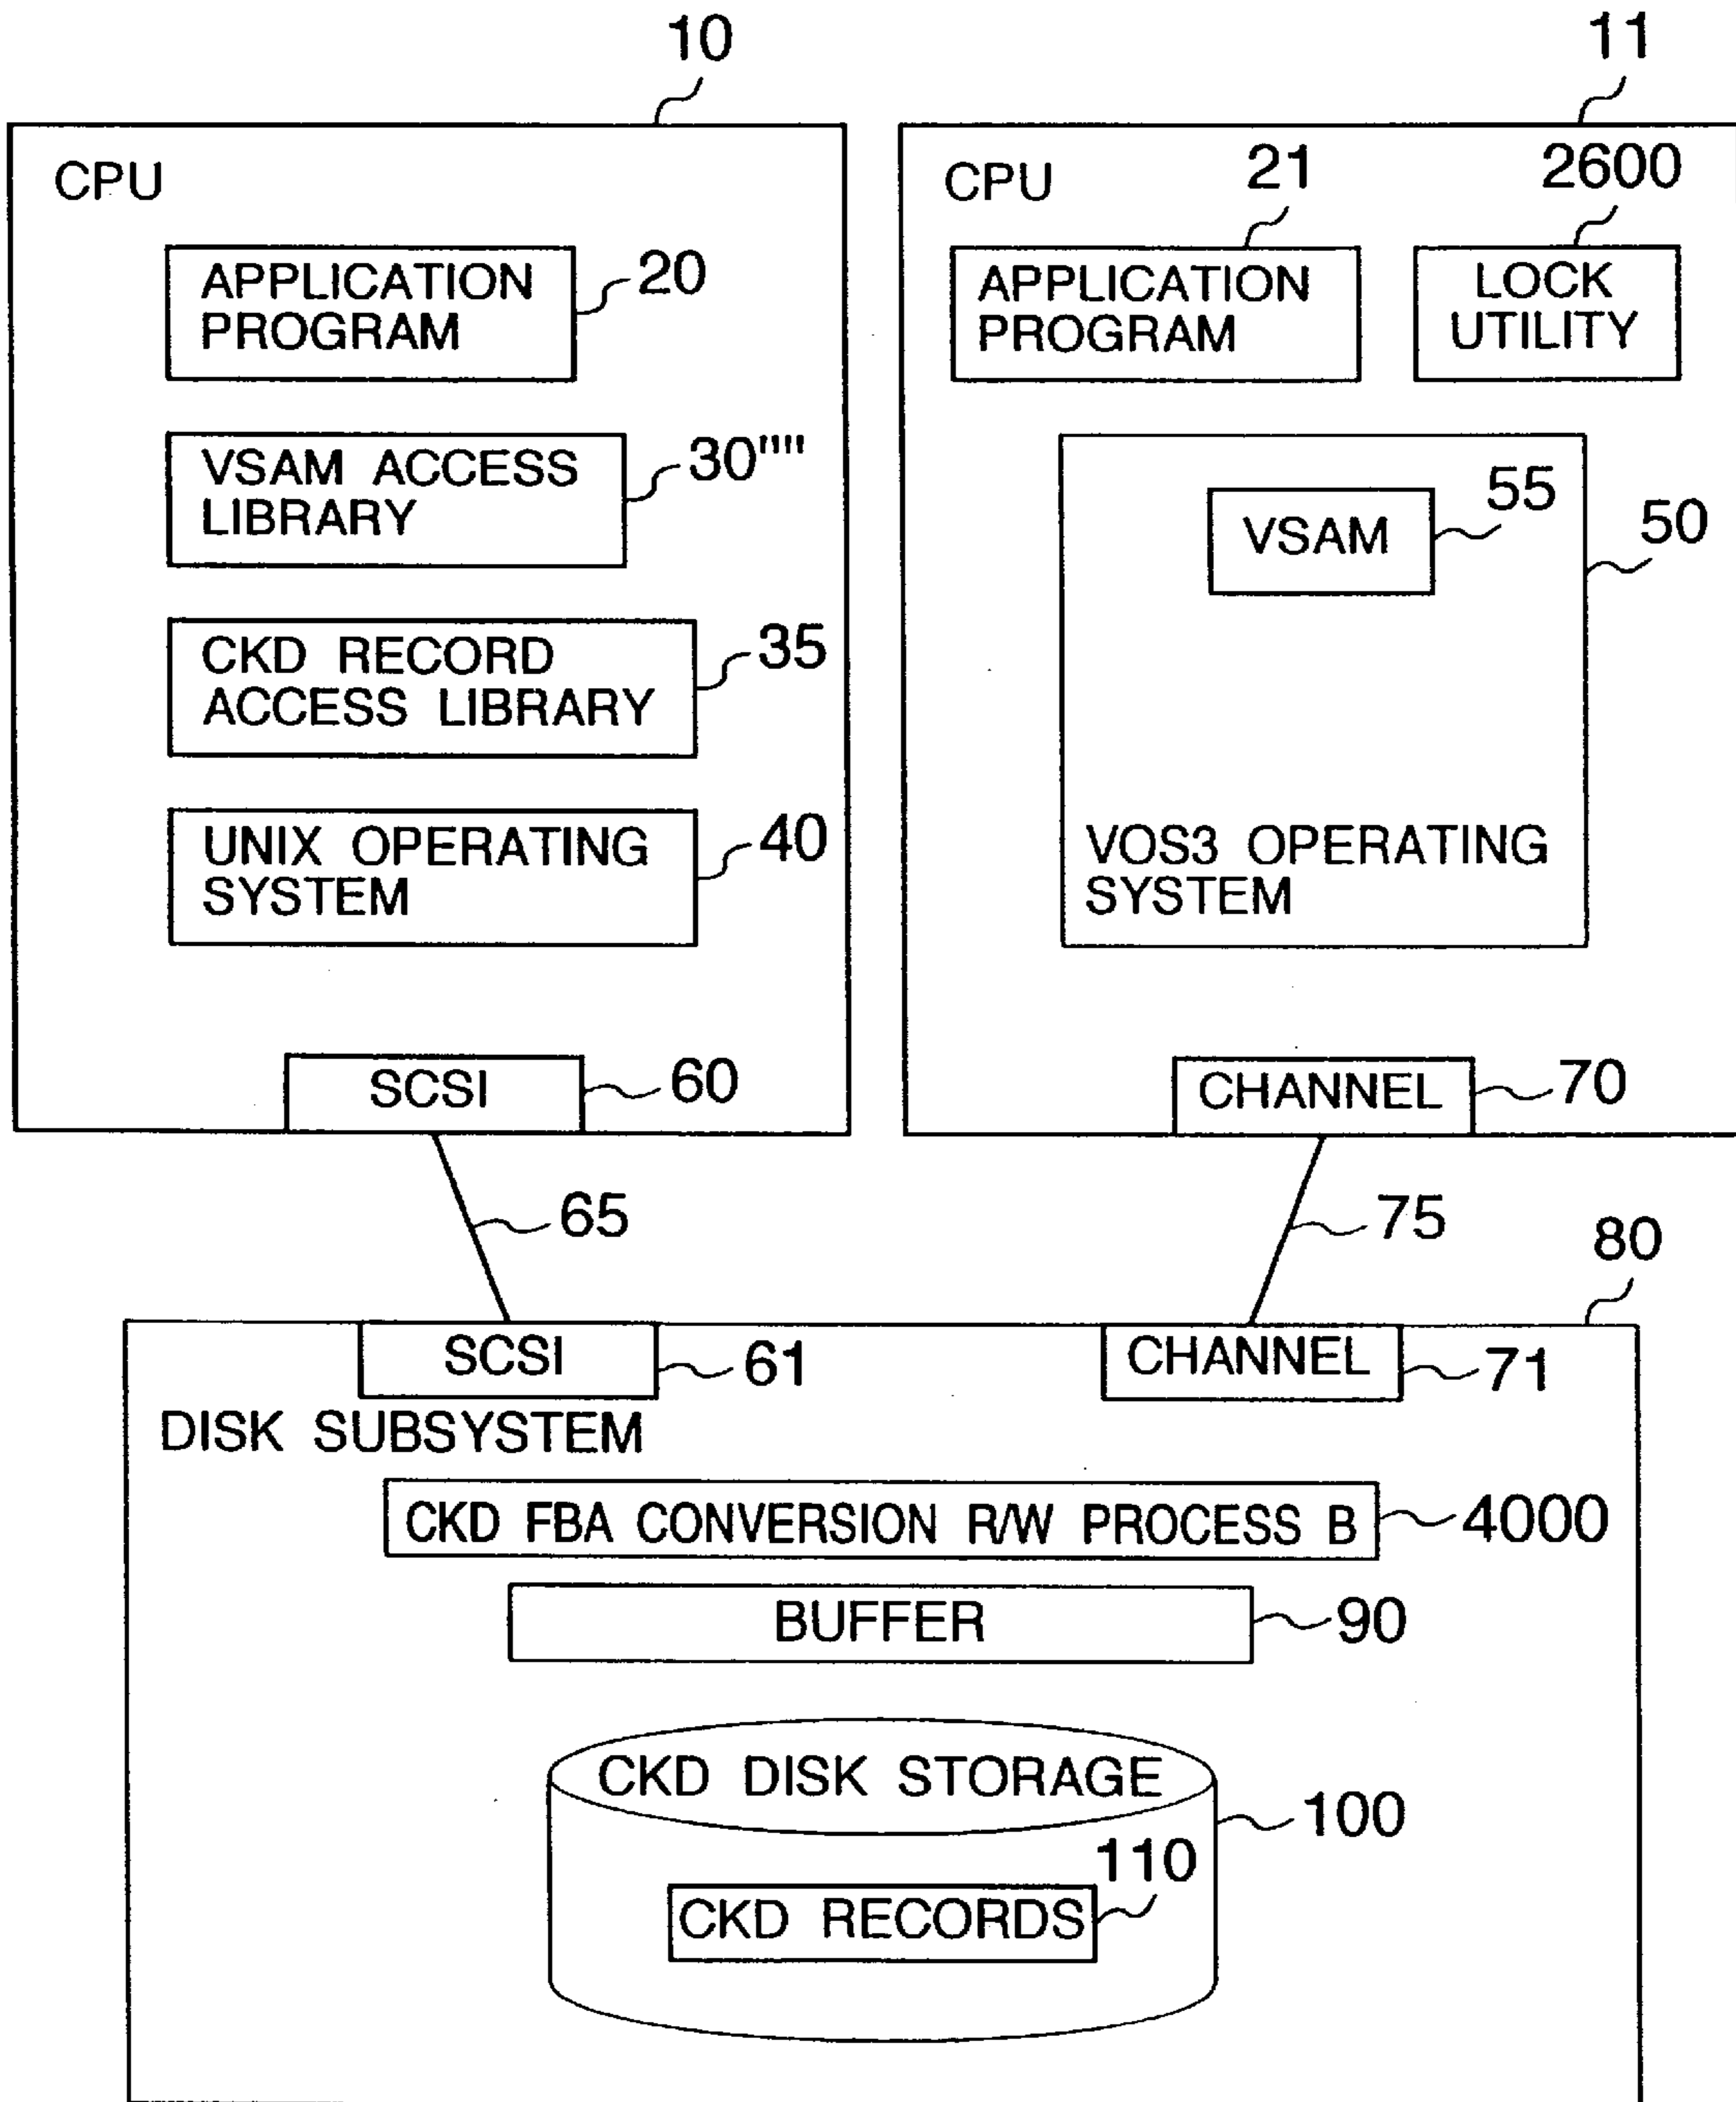 10
11
CPU
APPLICATION
PROGRAM
20
VSAM ACCESS
LIBRARY
30""
CKD RECORD
ACCESS LIBRARY
35
UNIX OPERATING
SYSTEM
40
SCSI
60
CPU
21
2600
APPLICATION
PROGRAM
LOCK
UTILITY
VSAM
55
50
VOS3 OPERATING
SYSTEM
CHANNEL
70
65
75
80
SCSI
61
CHANNEL
71
DISK SUBSYSTEM
CKD FBA CONVERSION R/W PROCESS B
4000
BUFFER
90
CKD DISK STORAGE
100
110
CKD RECORDS